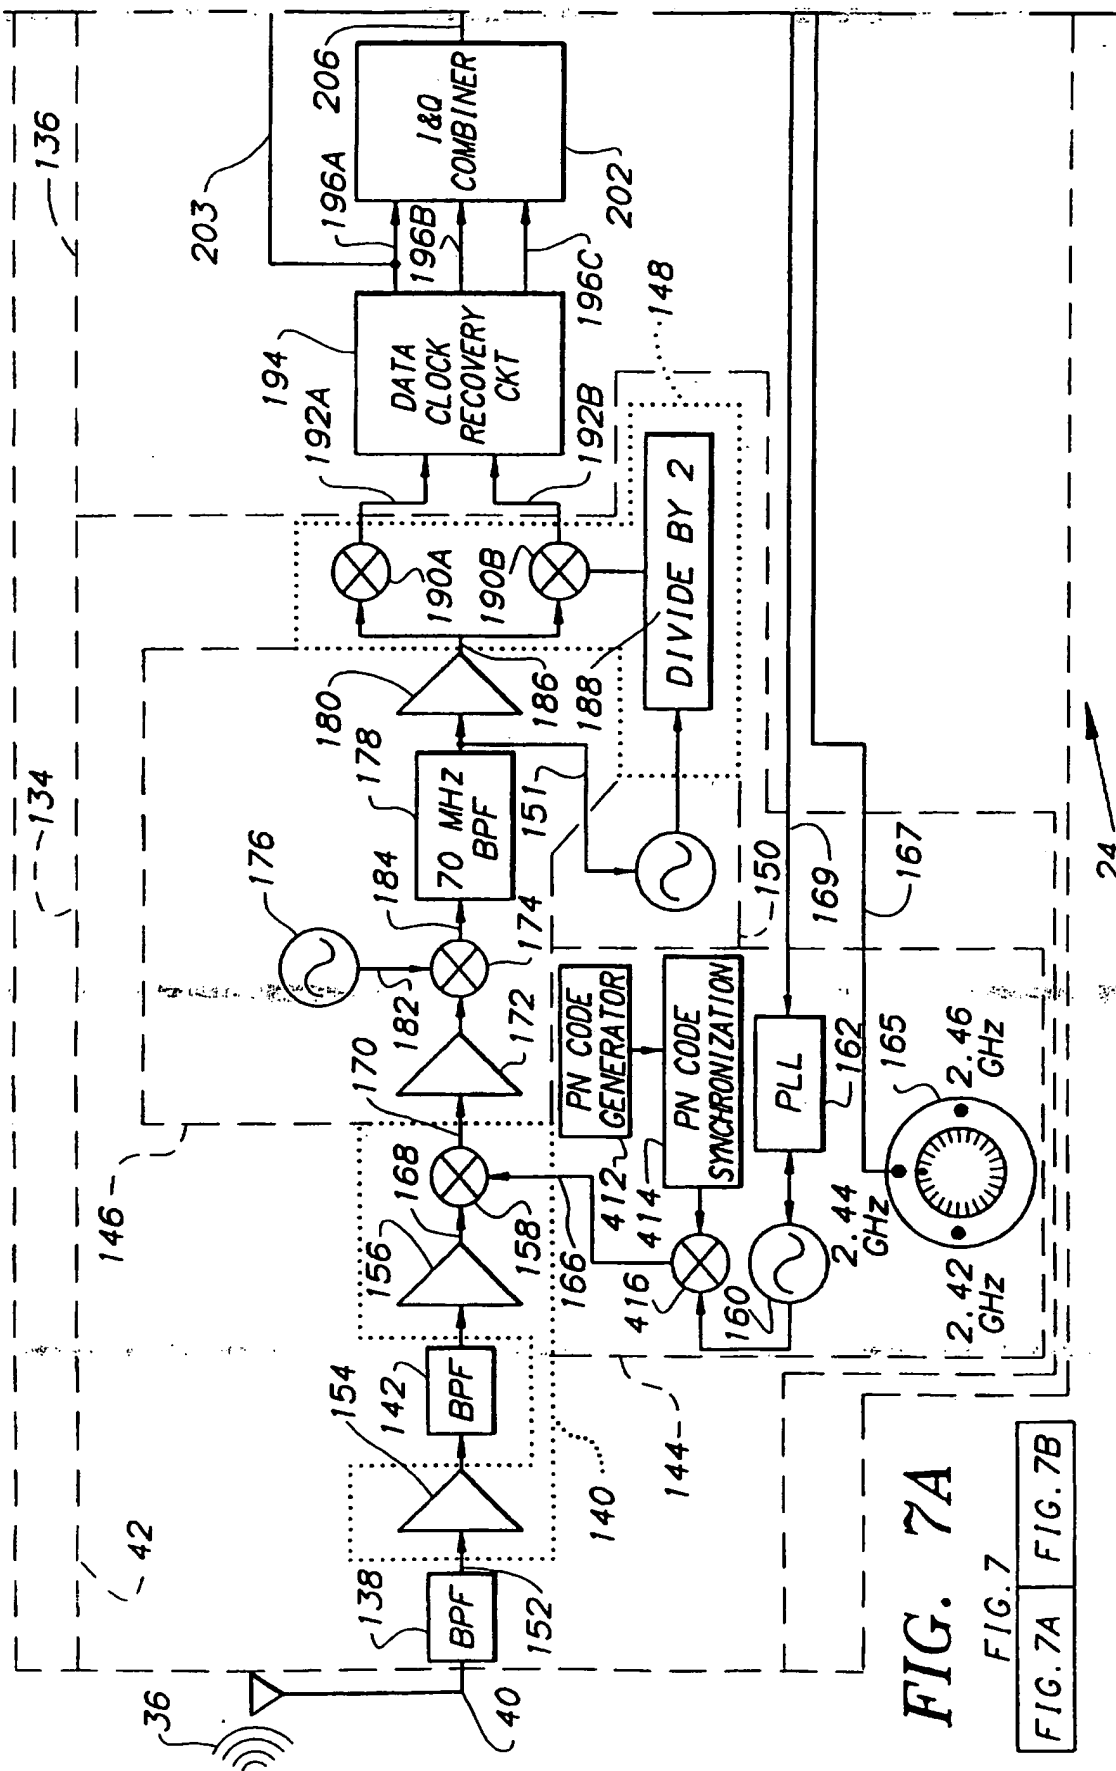 36
40
42
134
136
138
BPF
152
154
142
BPF
140
156
168
158
170
146
172
176
182
174
184
178
70 MHZ
BPF
180
186
151
190A
190B
188
DIVIDE BY 2
148
192A
192B
194
DATA
CLOCK
RECOVERY
CKT
203
196A
196B
196C
206
I&Q
COMBINER
202
144
166
412
PN CODE
GENERATOR
414
PN CODE
SYNCHRONIZATION
416
160
PLL
162
150
169
167
165
2.42
GHz
2.44
GHz
2.46
GHz
24
FIG. 7A
FIG. 7
FIG. 7A
FIG. 7B